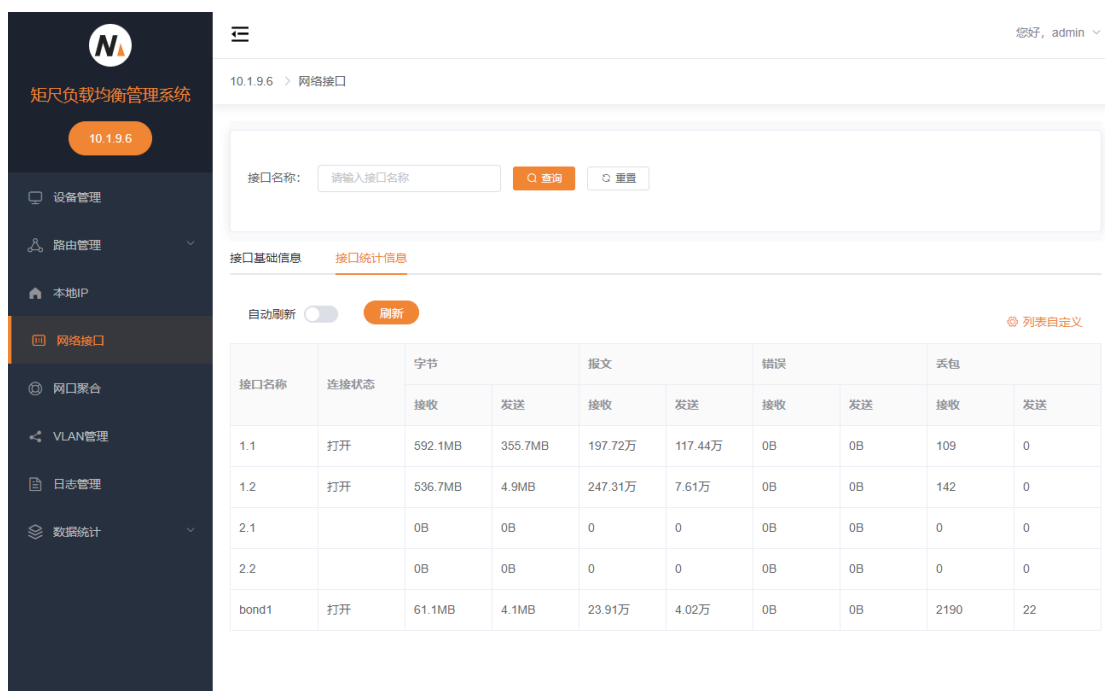 您好，admin
矩尺负载均衡管理系统
10.1.9.6
设备管理
路由管理
本地IP
网络接口
网口聚合
VLAN管理
日志管理
数据统计
10.1.9.6 > 网络接口
接口名称： 请输入接口名称 查询 重置
接口基础信息 接口统计信息
自动刷新 刷新 列表自定义
接口名称 连接状态 字节 报文 错误 丢包
接收 发送 接收 发送 接收 发送 接收 发送
1.1 打开 592.1MB 355.7MB 197.72万 117.44万 0B 0B 109 0
1.2 打开 536.7MB 4.9MB 247.31万 7.61万 0B 0B 142 0
2.1 0B 0B 0 0 0B 0B 0 0
2.2 0B 0B 0 0 0B 0B 0 0
bond1 打开 61.1MB 4.1MB 23.91万 4.02万 0B 0B 2190 22